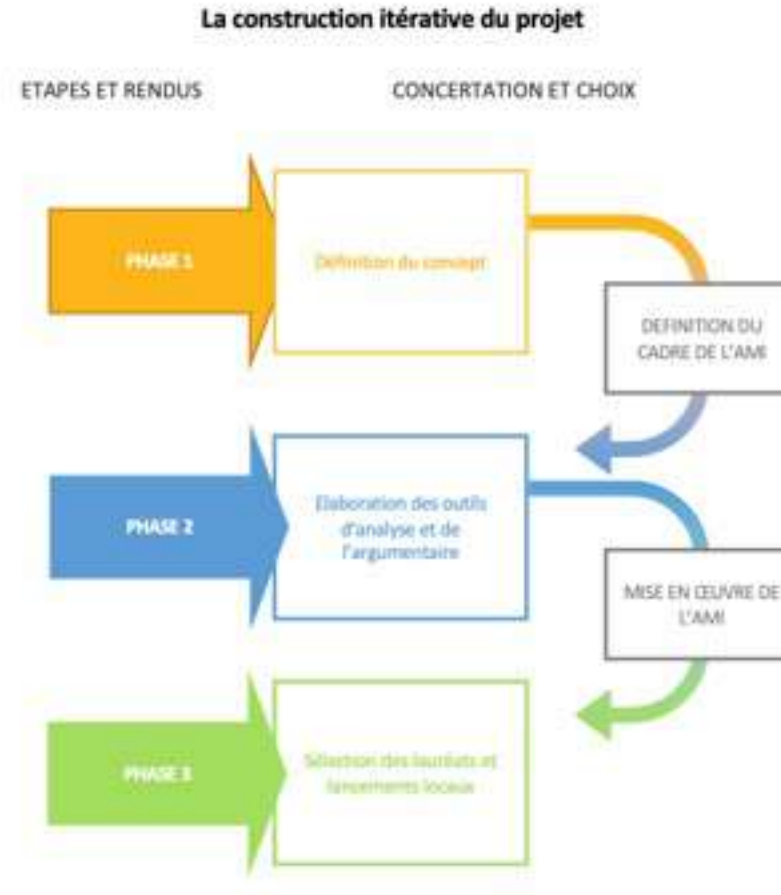 La construction itérative du projet
ETAPES ET RENDUS
CONCERTATION ET CHOIX
PHASE 1
Définition du concept
DEFINITION DU
CADRE DE L'AMI
PHASE 2
Elaboration des outils
d'analyse et de
l'argumentaire
MISE EN ŒUVRE DE
L'AMI
PHASE 3
Sélection des lauréats et
lancements locaux